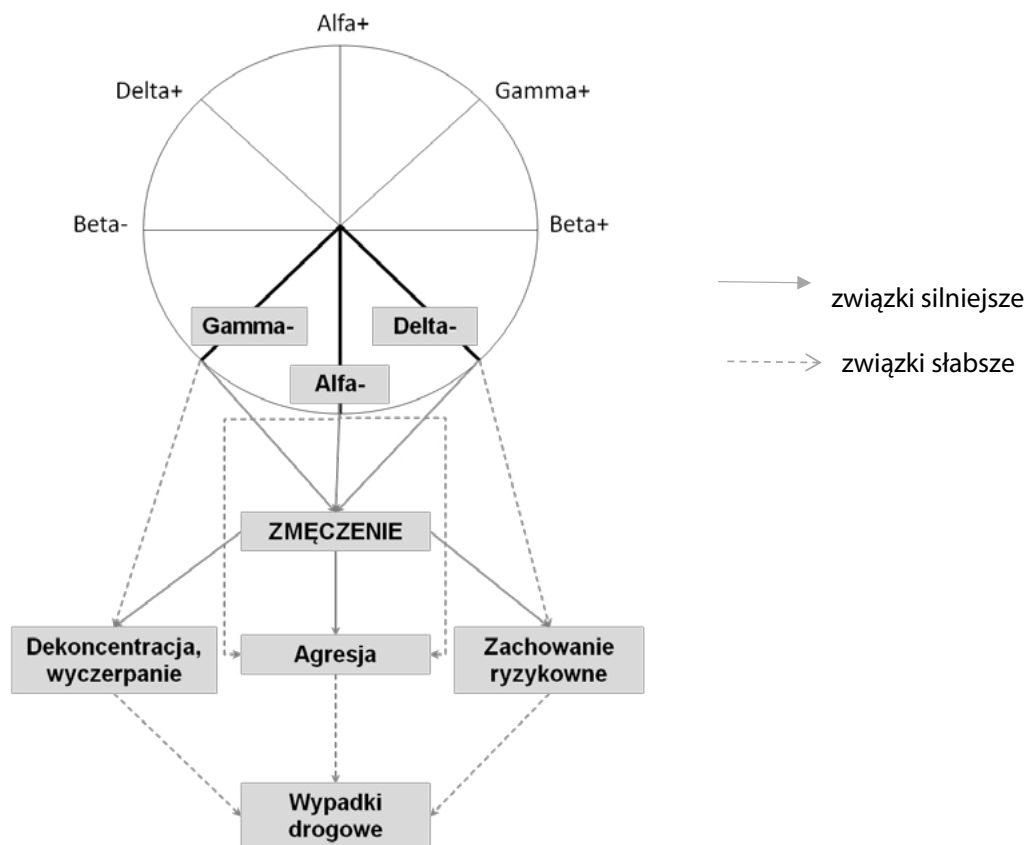 Alfa+
Delta+
Gamma+
Beta-
Beta+
Gamma-
Delta-
Alfa-
związki silniejsze
związki słabsze
ZMĘCZENIE
Dekoncentracja,
wyczerpanie
Agresja
Zachowanie
ryzykowne
Wypadki
drogowe